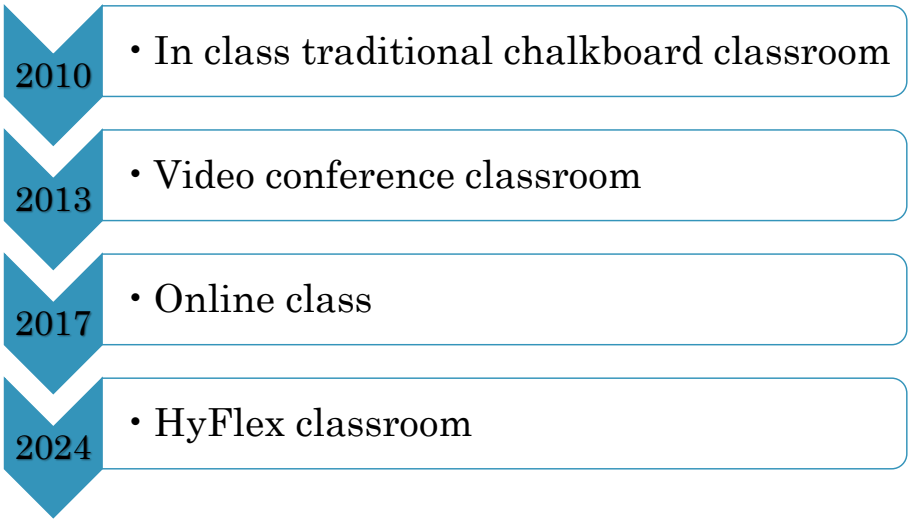 2010
• In class traditional chalkboard classroom
2013
• Video conference classroom
2017
• Online class
2024
• HyFlex classroom